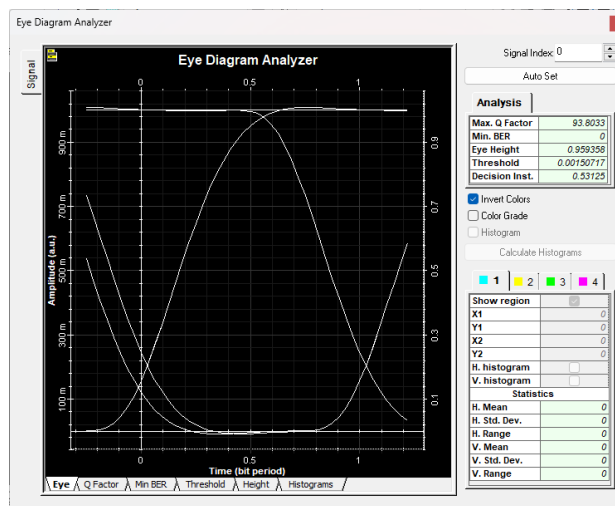 Eye Diagram Analyzer
Signal Index: 0
Auto Set
Signal
Eye Diagram Analyzer
0 0.5 1
900 m 700 m 500 m 300 m 100 m
Amplitude (a.u.)
0.9 0.7 0.5 0.3 0.1
0 0.5 1
Time (bit period)
Eye Q Factor Min BER Threshold Height Histograms
Analysis
Max. Q Factor 93.8033
Min. BER 0
Eye Height 0.959358
Threshold 0.00150717
Decision Inst. 0.53125
Invert Colors
Color Grade
Histogram
Calculate Histograms
1 2 3 4
Show region
X1 0
Y1 0
X2 0
Y2 0
H. histogram
V. histogram
Statistics
H. Mean 0
H. Std. Dev. 0
H. Range 0
V. Mean 0
V. Std. Dev. 0
V. Range 0